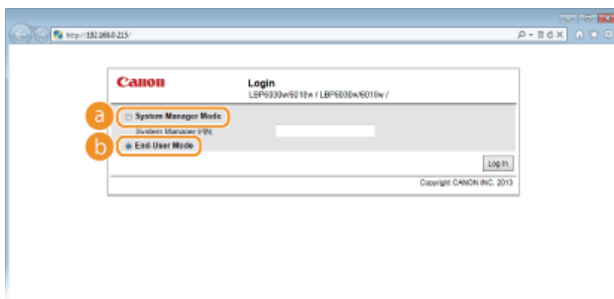 http://192.168.0.215/
Canon
Login
LBP6030w/6018w / LBP6030w/6018w /
a
System Manager Mode
System Manager PIN:
b
End-User Mode
Log In
Copyright CANON INC. 2013